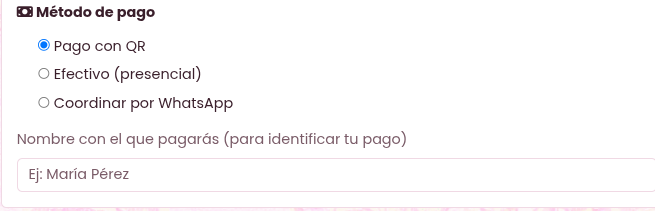 Método de pago
Pago con QR
Efectivo (presencial)
Coordinar por WhatsApp
Nombre con el que pagarás (para identificar tu pago)
Ej: María Pérez